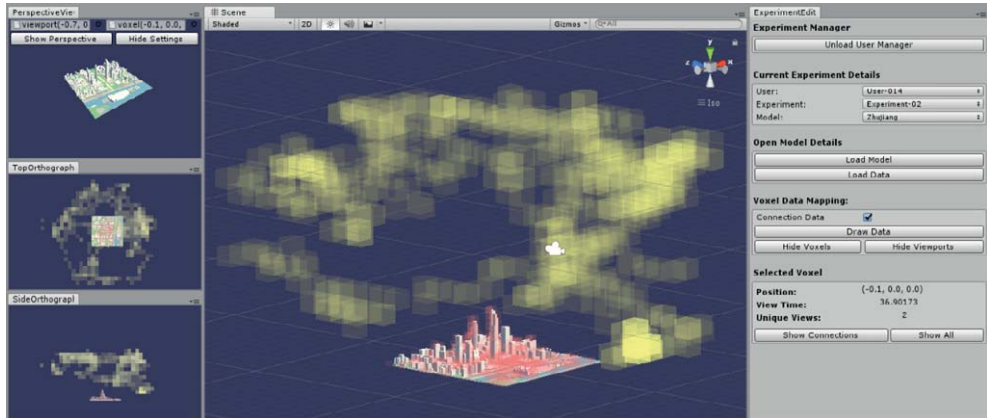 PerspectiveVie
viewport(-0.7, 0
voxel(-0.1, 0.0,
Show Perspective
Hide Settings
TopOrthograph
SideOrthograpl
Scene
Shaded
2D
Gizmos
All
y
z
x
Iso
ExperimentEdit
Experiment Manager
Unload User Manager
Current Experiment Details
User: User-014
Experiment: Experiment-02
Model: Zhujiang
Open Model Details
Load Model
Load Data
Voxel Data Mapping:
Connection Data
Draw Data
Hide Voxels
Hide Viewports
Selected Voxel
Position: (-0.1, 0.0, 0.0)
View Time: 36.90173
Unique Views: 2
Show Connections
Show All